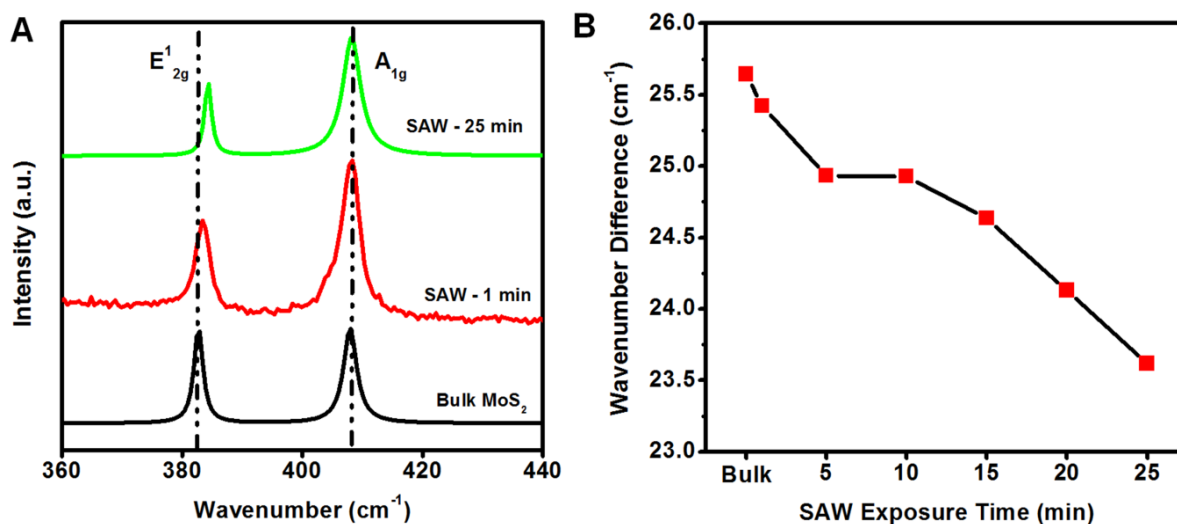 A
E¹₂g
A₁g
SAW - 25 min
SAW - 1 min
Bulk MoS₂
Intensity (a.u.)
360
380
400
420
440
Wavenumber (cm⁻¹)
B
26.0
25.5
25.0
24.5
24.0
23.5
23.0
Wavenumber Difference (cm⁻¹)
Bulk
5
10
15
20
25
SAW Exposure Time (min)